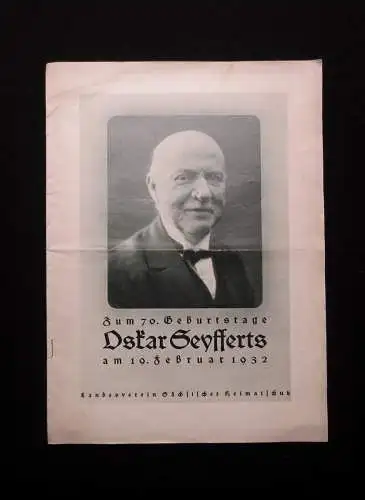 Zum 70. Geburtstage
Oskar Seyfferts
am 19. Februar 1932
Landesverein Sächsischer Heimatschutz